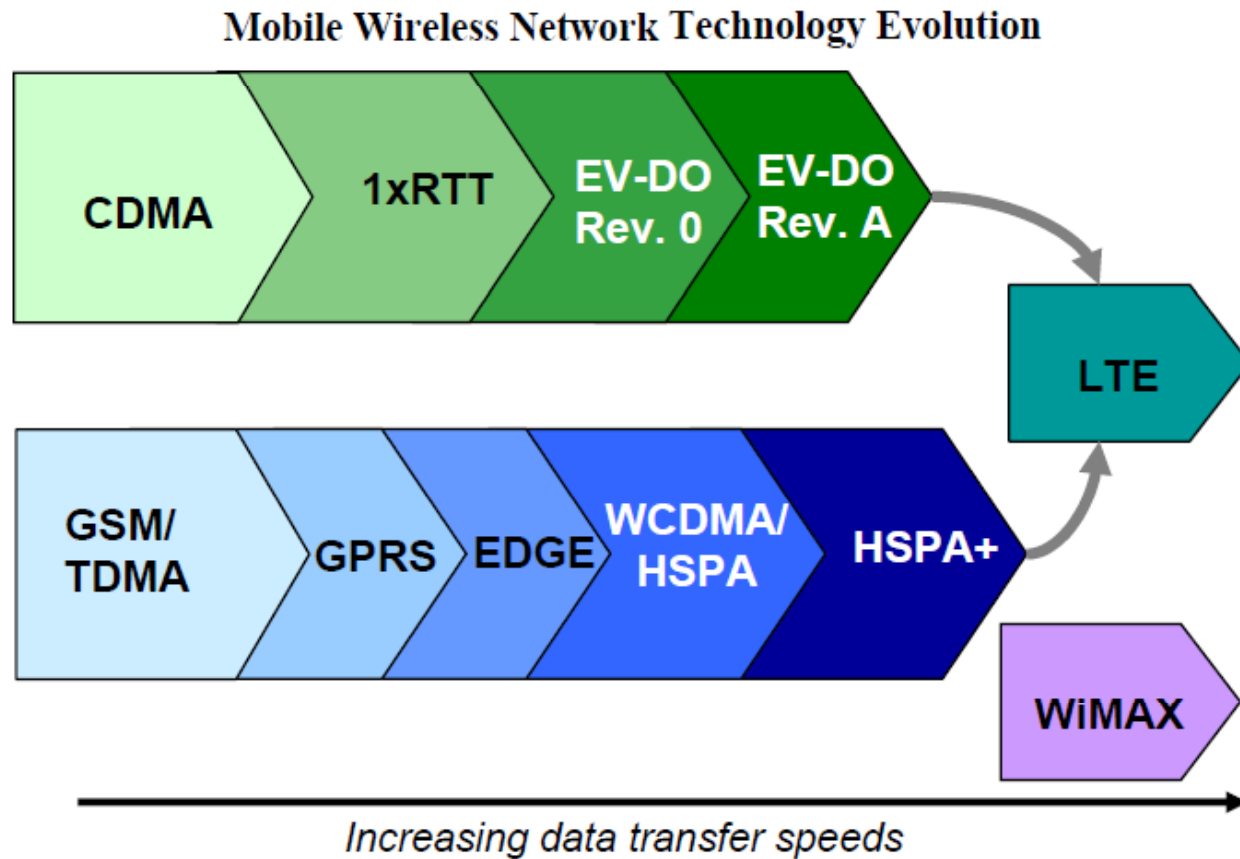 Mobile Wireless Network Technology Evolution
CDMA
1xRTT
EV-DO
Rev. 0
EV-DO
Rev. A
LTE
GSM/
TDMA
GPRS
EDGE
WCDMA/
HSPA
HSPA+
WiMAX
Increasing data transfer speeds